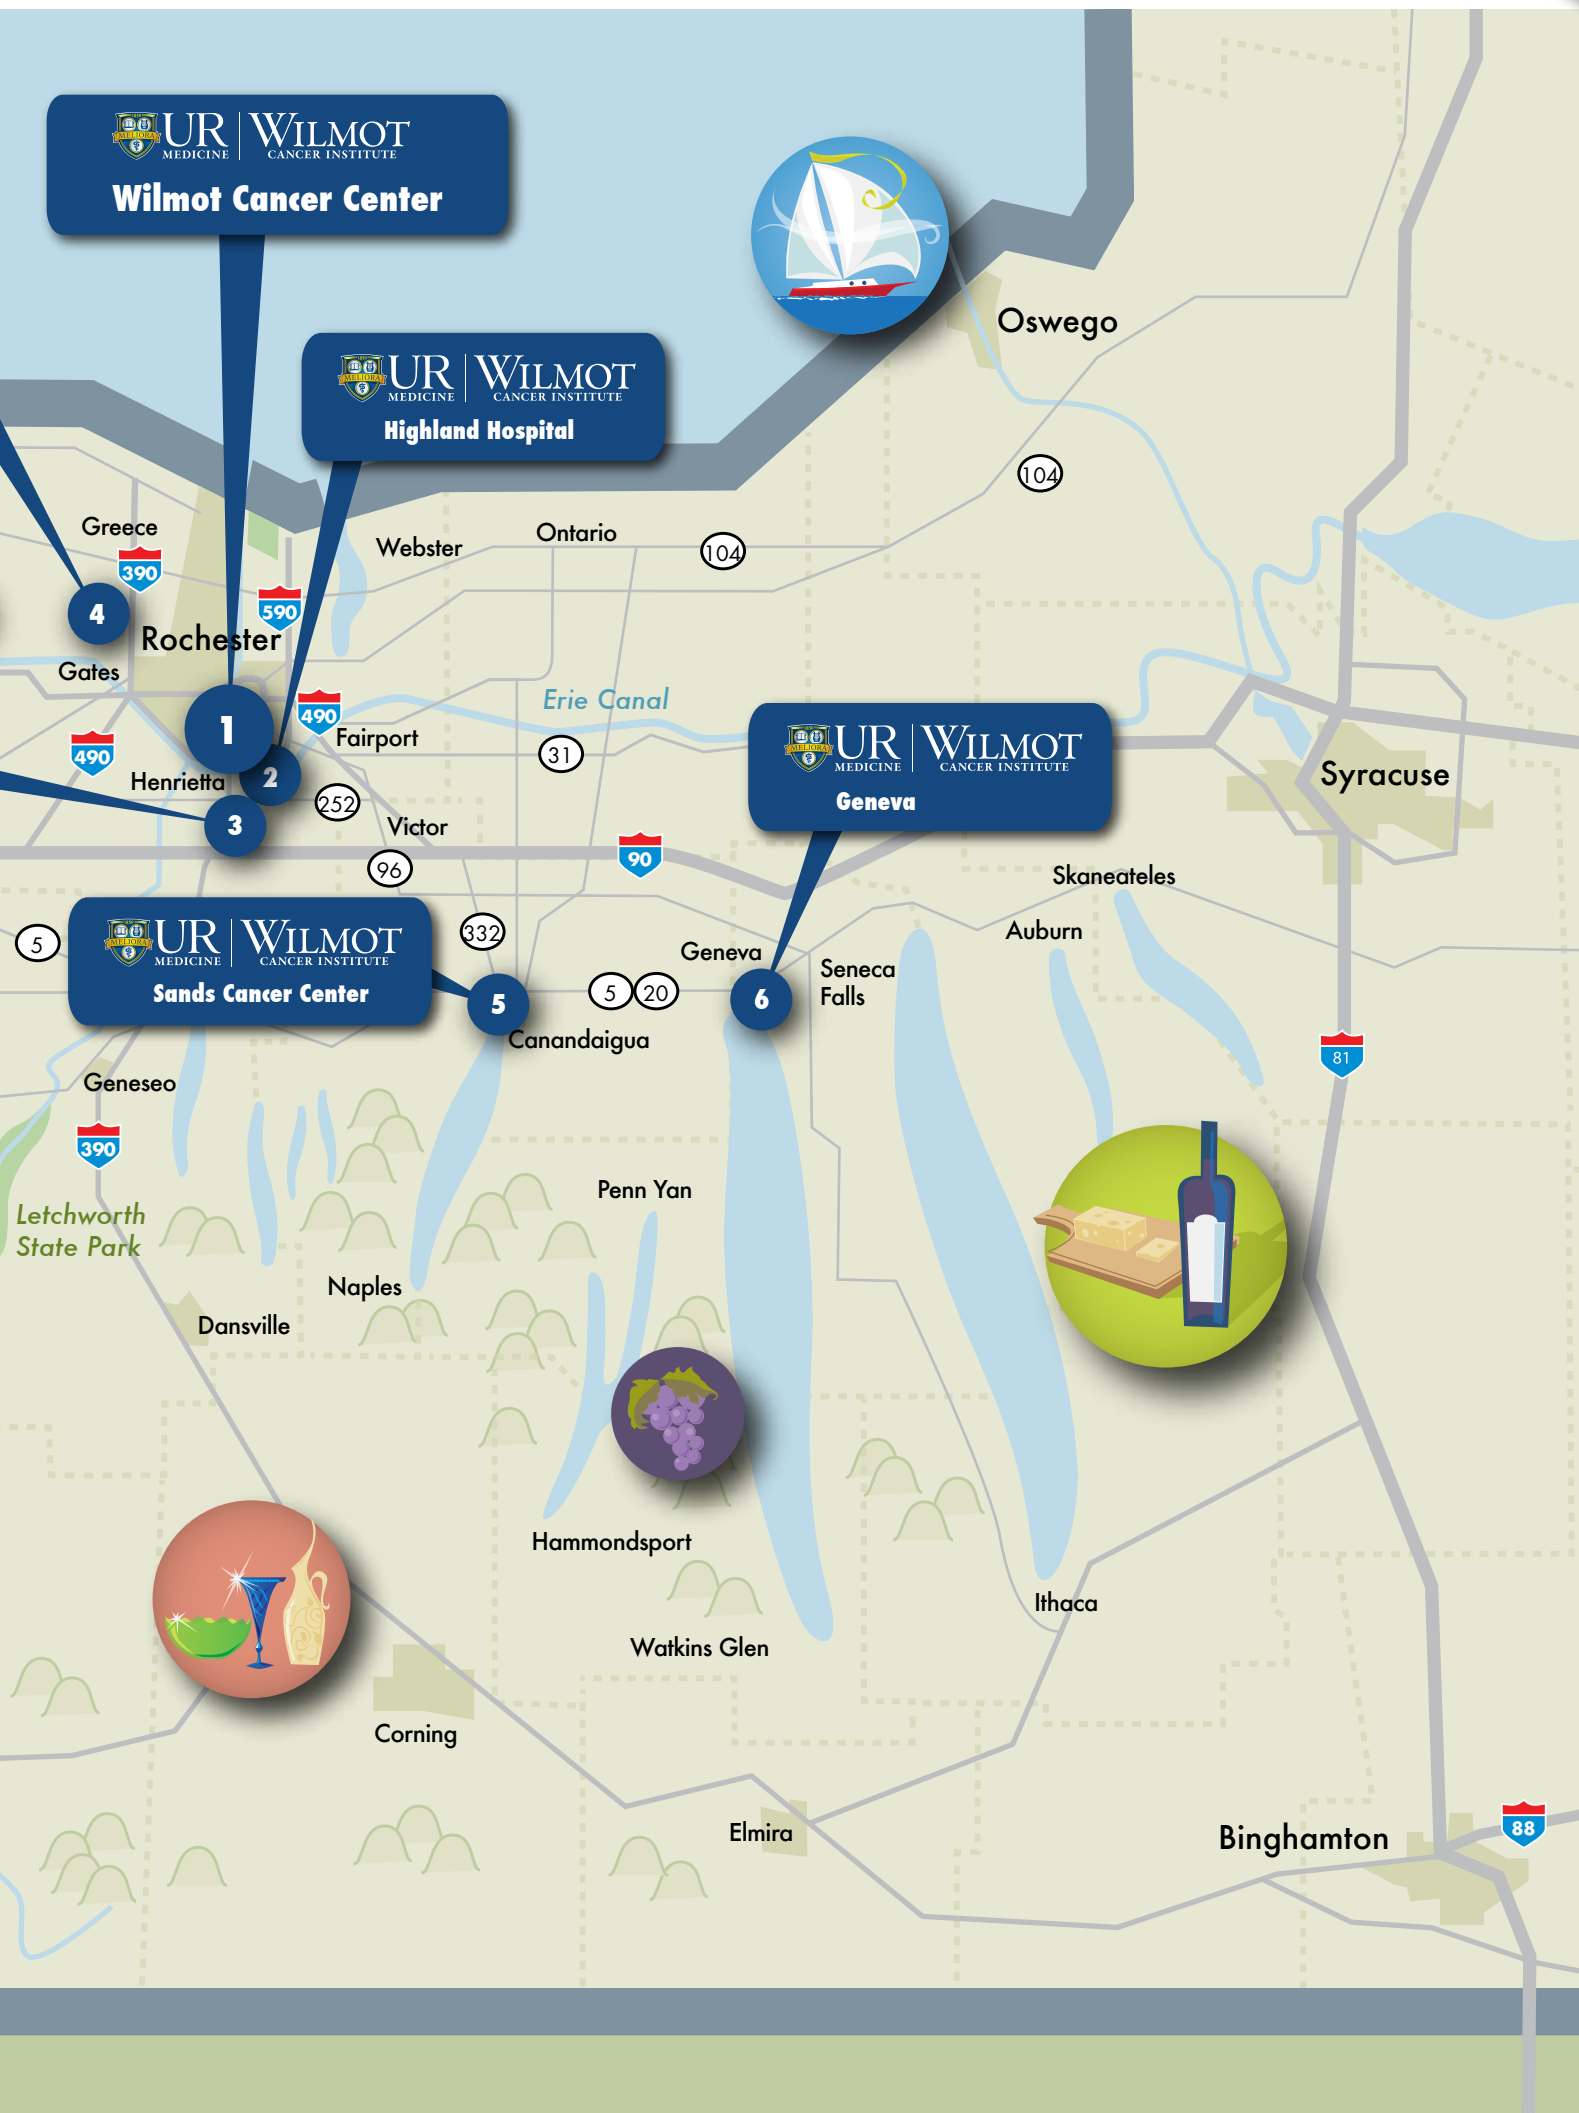 UR | WILMOT
MEDICINE CANCER INSTITUTE
MELIORA
Wilmot Cancer Center
UR | WILMOT
MEDICINE CANCER INSTITUTE
MELIORA
Highland Hospital
Oswego
104
Greece
390
Webster
Ontario
104
4
590
Rochester
Gates
1
490
Erie Canal
Fairport
31
490
Henrietta
2
252
3
Victor
96
90
UR | WILMOT
MEDICINE CANCER INSTITUTE
MELIORA
Geneva
Syracuse
Skaneateles
Auburn
5
UR | WILMOT
MEDICINE CANCER INSTITUTE
MELIORA
Sands Cancer Center
332
Geneva
Seneca
Falls
5
5
20
6
Canandaigua
81
Geneseo
390
Letchworth
State Park
Penn Yan
Naples
Dansville
Hammondsport
Ithaca
Watkins Glen
Corning
Elmira
Binghamton
88